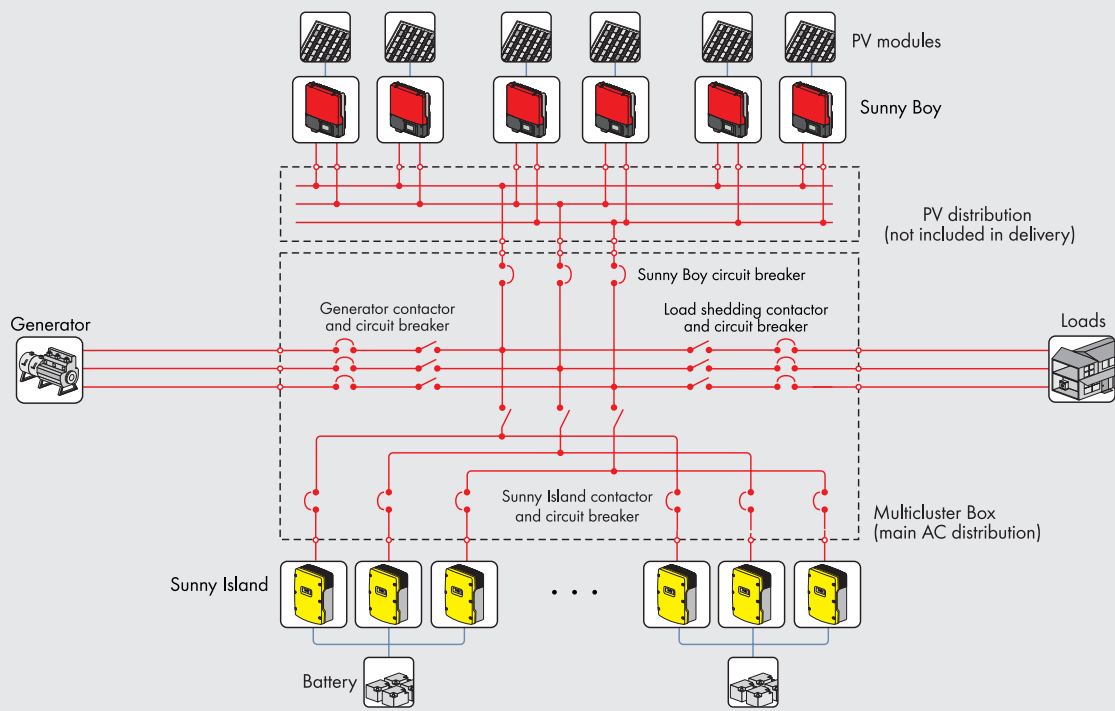 PV modules
Sunny Boy
PV distribution
(not included in delivery)
Sunny Boy circuit breaker
Generator contactor
and circuit breaker
Load shedding contactor
and circuit breaker
Generator
Loads
Sunny Island contactor
and circuit breaker
Multicluster Box
(main AC distribution)
Sunny Island
. . .
Battery